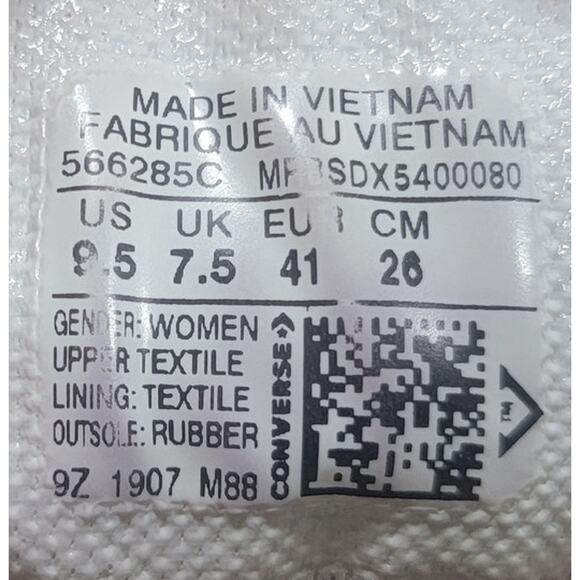 MADE IN VIETNAM
FABRIQUE AU VIETNAM
566285C
US UK EUR CM
9.5 7.5 41 26
GENDER: WOMEN
UPPER TEXTILE
LINING: TEXTILE
OUTSOLE: RUBBER
9Z 1907 M88
CONVERSE